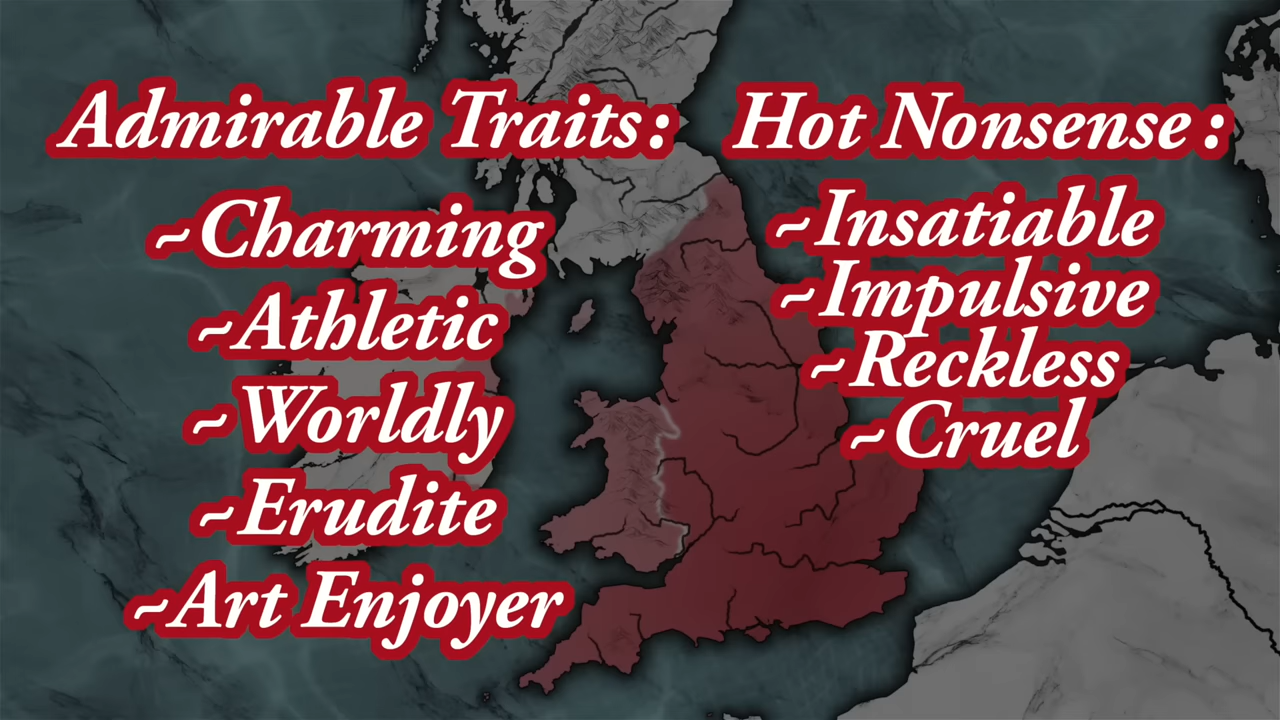 Admirable Traits:
~Charming
~Athletic
~Worldly
~Erudite
~Art Enjoyer
Hot Nonsense:
~Insatiable
~Impulsive
~Reckless
~Cruel